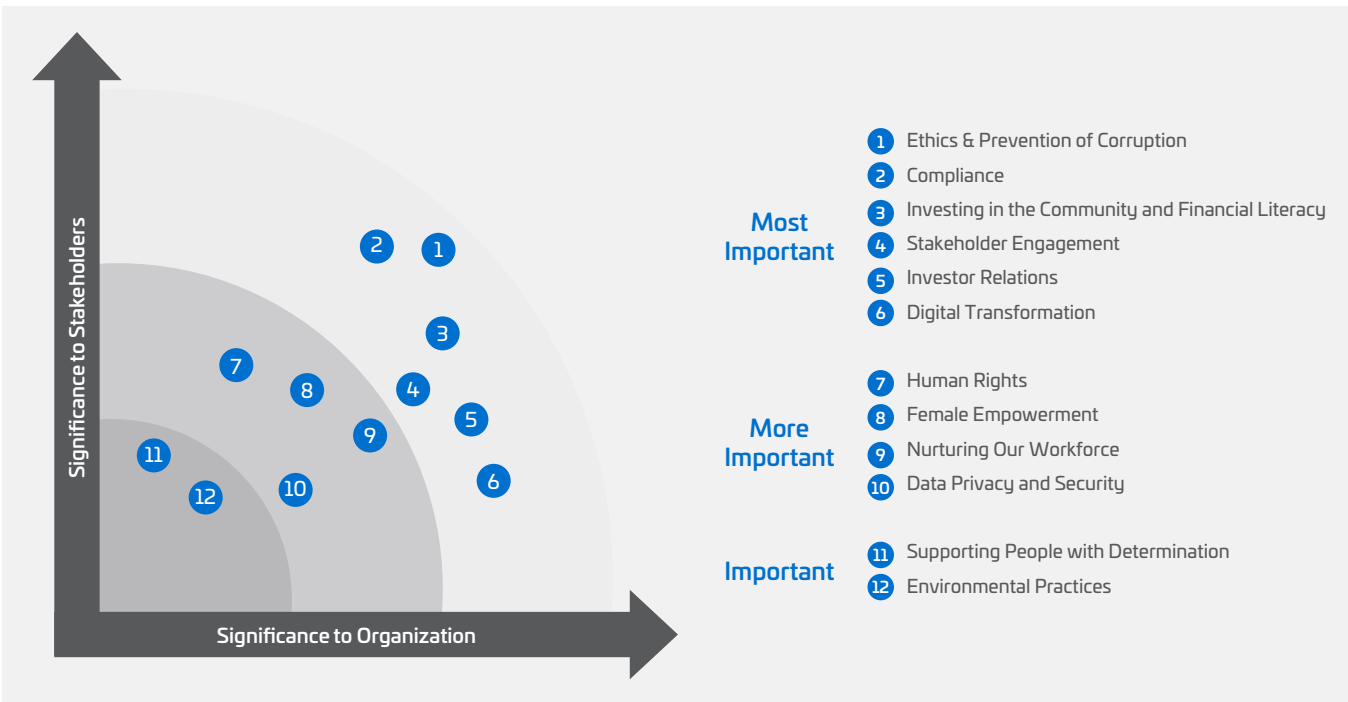 Significance to Stakeholders
2
1
3
7
8
4
5
9
11
6
10
12
Significance to Organization
Most
Important
1 Ethics & Prevention of Corruption
2 Compliance
3 Investing in the Community and Financial Literacy
4 Stakeholder Engagement
5 Investor Relations
6 Digital Transformation
More
Important
7 Human Rights
8 Female Empowerment
9 Nurturing Our Workforce
10 Data Privacy and Security
Important
11 Supporting People with Determination
12 Environmental Practices